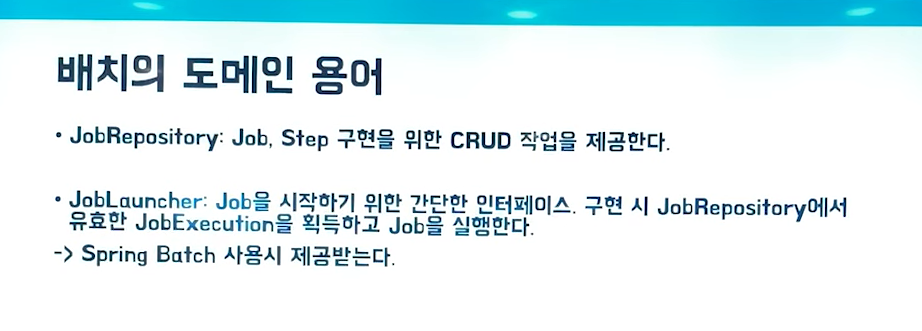 배치의 도메인 용어
• JobRepository: Job, Step 구현을 위한 CRUD 작업을 제공한다.
• JobLauncher: Job을 시작하기 위한 간단한 인터페이스. 구현 시 JobRepository에서
유효한 JobExecution을 획득하고 Job을 실행한다.
-> Spring Batch 사용시 제공받는다.